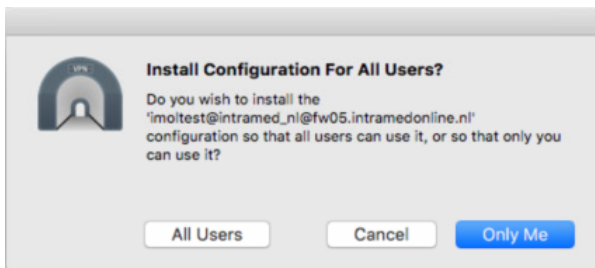 VPN
Install Configuration For All Users?
Do you wish to install the
'imoltest@intramed_nl@fw05.intramedonline.nl'
configuration so that all users can use it, or so that only you
can use it?
All Users
Cancel
Only Me